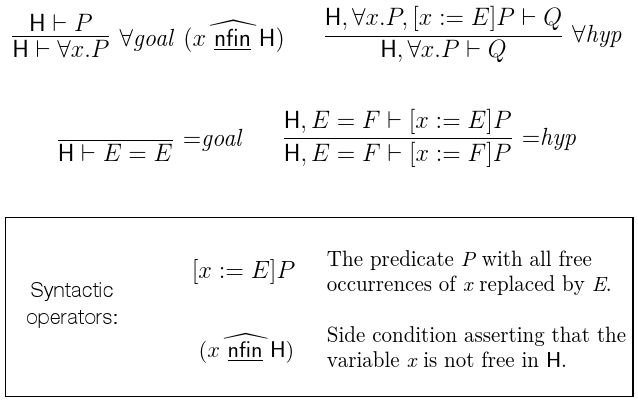 H ⊢ P
H ⊢ ∀x.P ∀goal (x nfin H)
H, ∀x.P, [x := E]P ⊢ Q
H, ∀x.P ⊢ Q ∀hyp
H ⊢ E = E =goal
H, E = F ⊢ [x := E]P
H, E = F ⊢ [x := F]P =hyp
Syntactic
operators:
[x := E]P
The predicate P with all free
occurrences of x replaced by E.
(x nfin H)
Side condition asserting that the
variable x is not free in H.